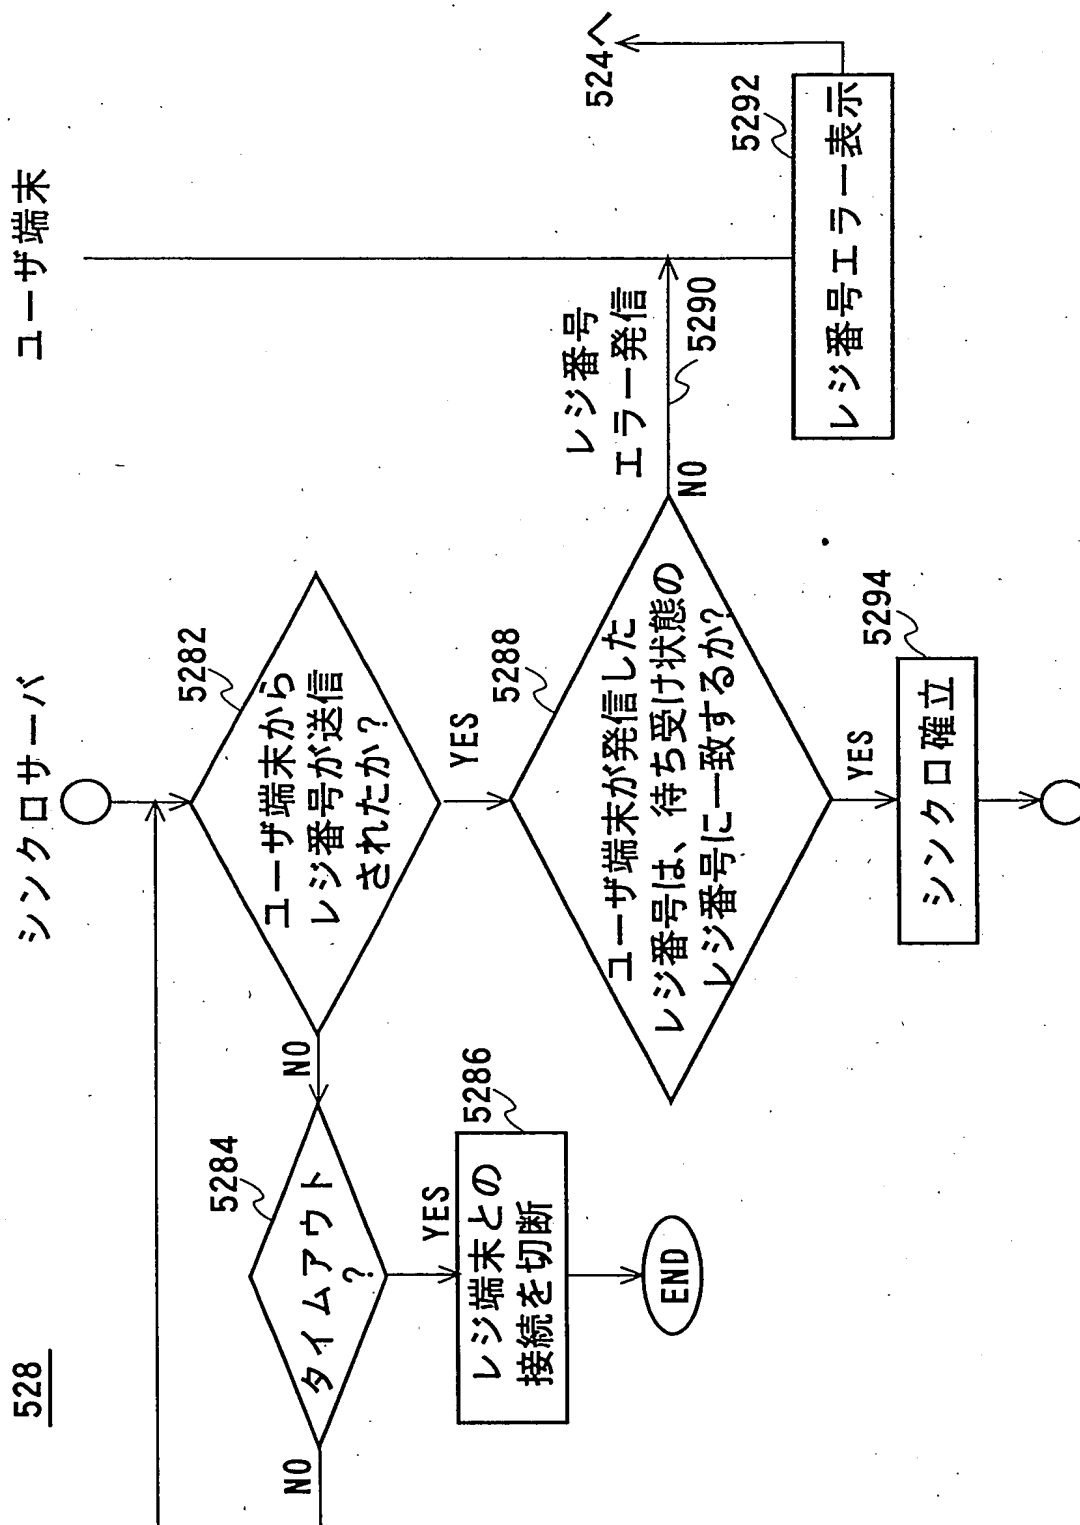 528
シンクロサーバ
ユーザ端末
5282
ユーザ端末から
レジ番号が送信
されたか?
NO
YES
5284
タイムアウト
?
NO
YES
5286
レジ端末との
接続を切断
END
5288
ユーザ端末が発信した
レジ番号は、待ち受け状態の
レジ番号に一致するか?
NO
YES
レジ番号
エラー発信
5290
5292
レジ番号エラー表示
524へ
5294
シンクロ確立